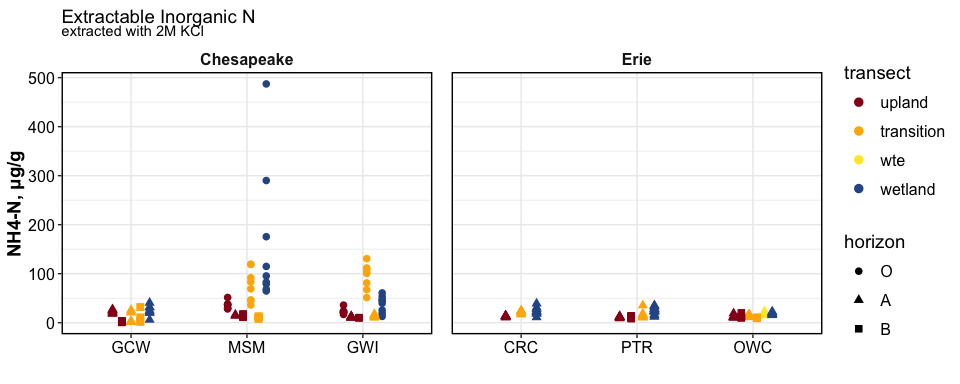 Extractable Inorganic N
extracted with 2M KCl
Chesapeake
Erie
NH4-N, µg/g
500
400
300
200
100
0
GCW
MSM
GWI
CRC
PTR
OWC
transect
upland
transition
wte
wetland
horizon
O
A
B